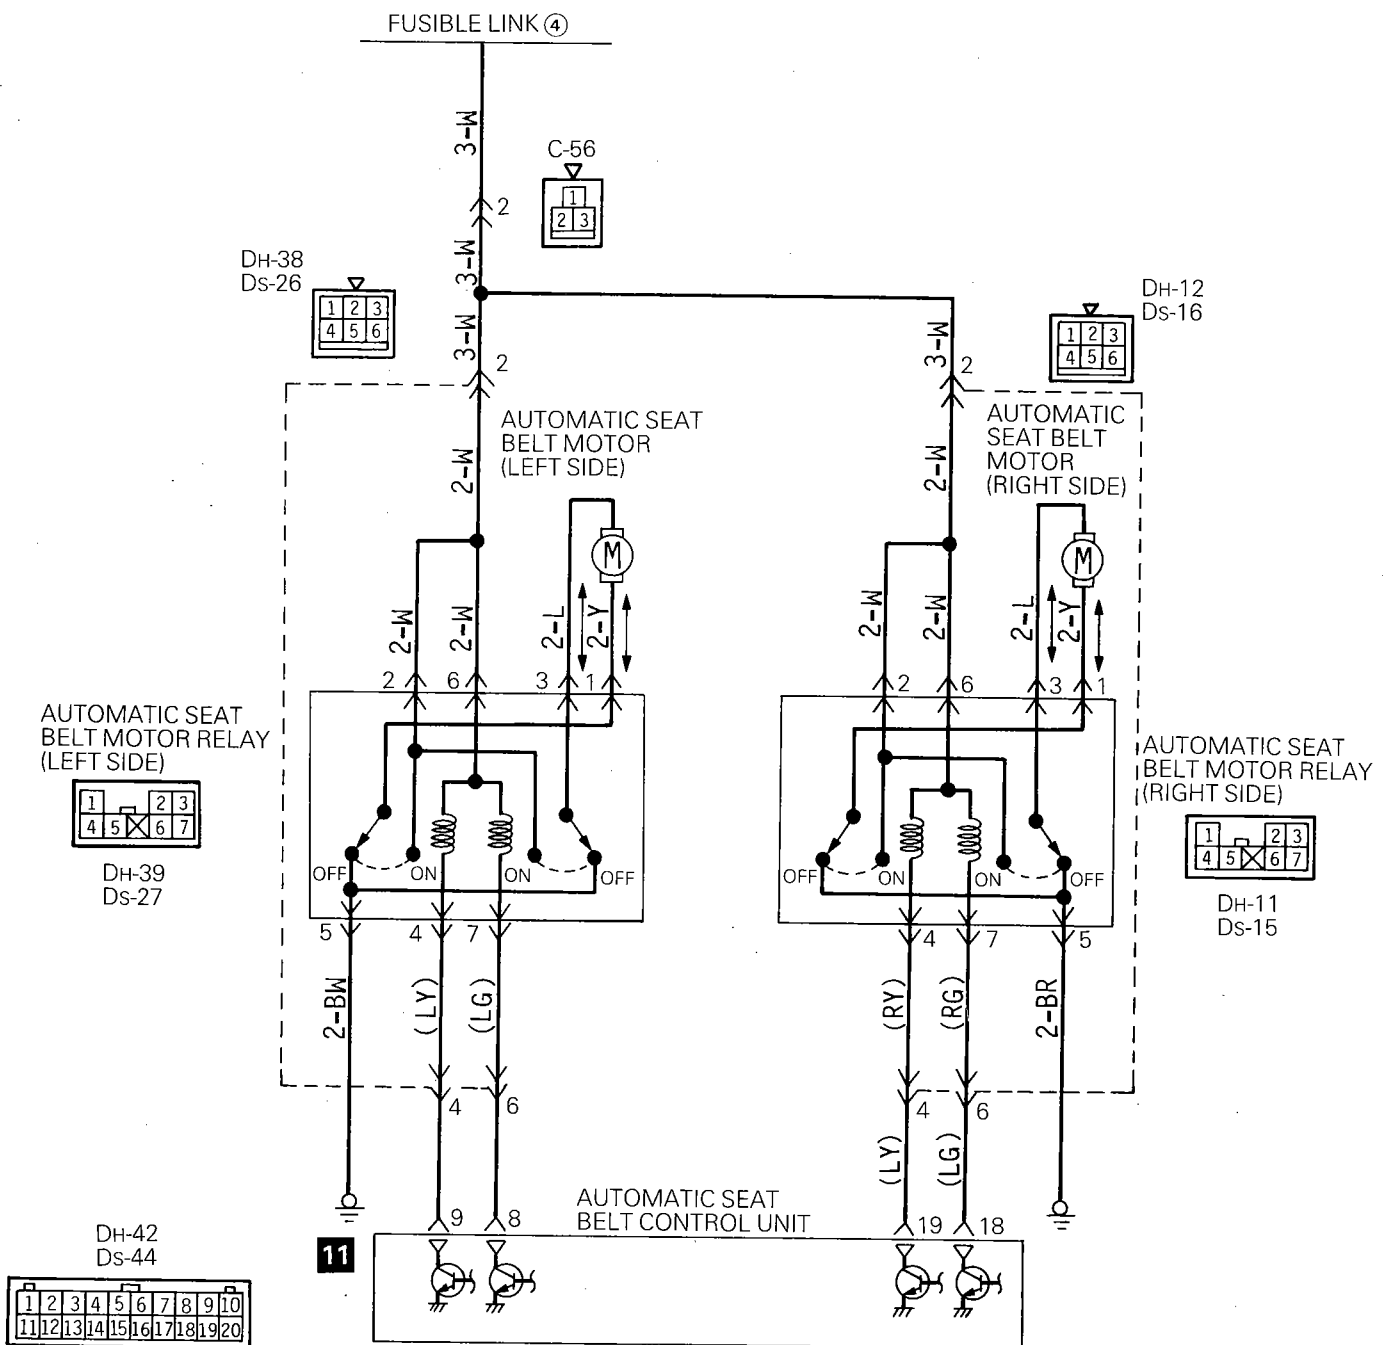 FUSIBLE LINK ④
3-M
C-56
1
2 3
2
3-M
DH-38
DS-26
1 2 3
4 5 6
3-M
2
DH-12
DS-16
1 2 3
4 5 6
3-M
2
AUTOMATIC SEAT
BELT MOTOR
(LEFT SIDE)
AUTOMATIC
SEAT BELT
MOTOR
(RIGHT SIDE)
2-M
2-M
M
M
2-M
2-M
2-L
2-Y
2-M
2-M
2-L
2-Y
2 6 3 1
2 6 3 1
AUTOMATIC SEAT
BELT MOTOR RELAY
(LEFT SIDE)
1 2 3
4 5 6 7
DH-39
DS-27
AUTOMATIC SEAT
BELT MOTOR RELAY
(RIGHT SIDE)
1 2 3
4 5 6 7
DH-11
DS-15
OFF ON ON OFF
OFF ON ON OFF
5 4 7
4 7 5
2-BW
(LY)
(LG)
(RY)
(RG)
2-BR
4 6
4 6
(LY)
(LG)
AUTOMATIC SEAT
BELT CONTROL UNIT
9 8
19 18
11
DH-42
DS-44
1 2 3 4 5 6 7 8 9 10
11 12 13 14 15 16 17 18 19 20